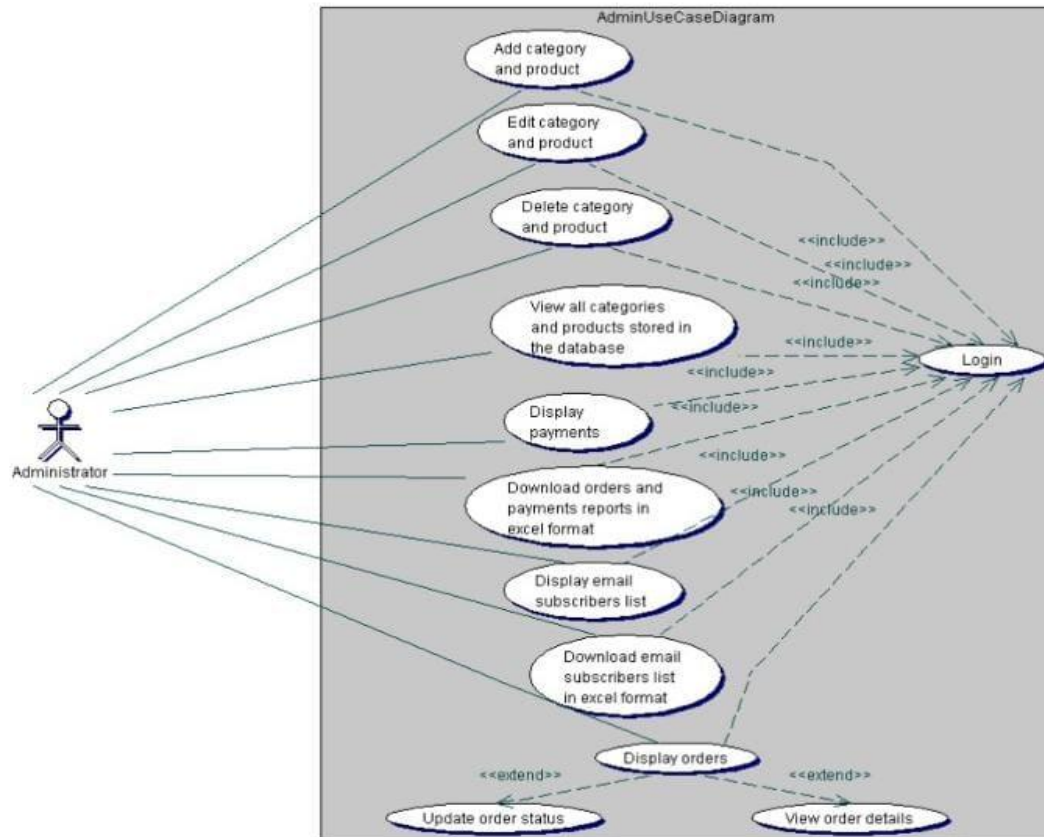 AdminUseCaseDiagram
Add category
and product
Edit category
and product
Delete category
and product
<<include>>
<<include>>
<<include>>
View all categories
and products stored in
the database
<<include>>
Login
<<include>>
Display
payments
<<include>>
Administrator
<<include>>
Download orders and
payments reports in
excel format
<<include>>
<<include>>
Display email
subscribers list
Download email
subscribers list
in excel format
Display orders
<<extend>>
<<extend>>
Update order status
View order details